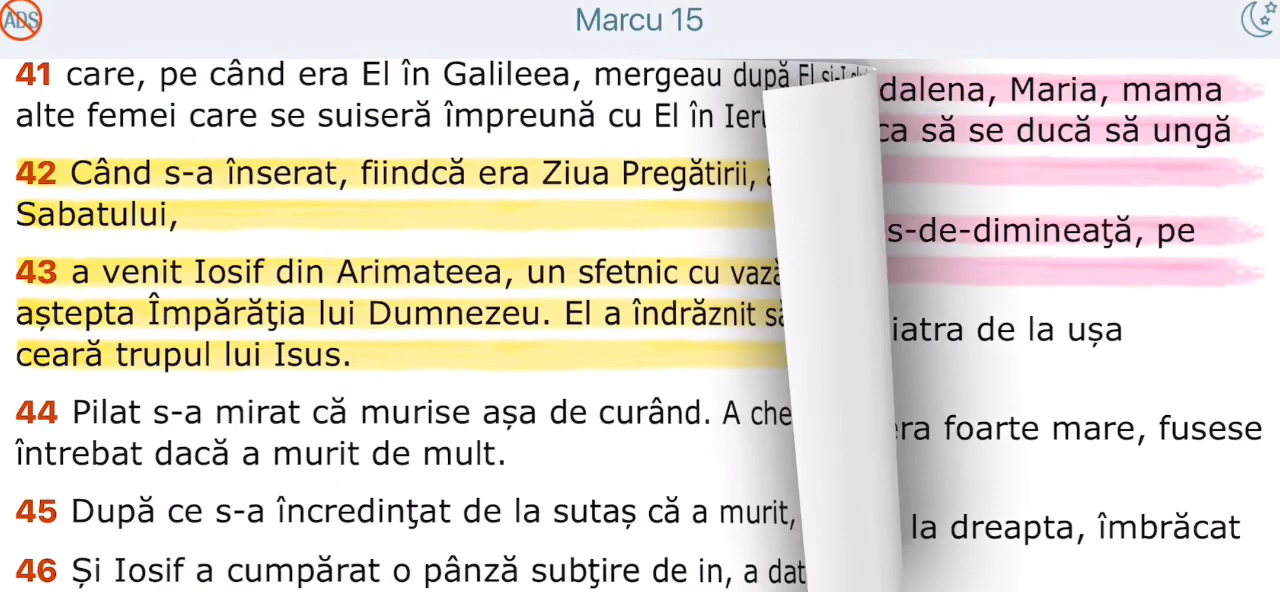 ADS
Marcu 15
41 care, pe când era El în Galileea, mergeau după El
alte femei care se suiseră împreună cu El în
42 Când s-a înserat, fiindcă era Ziua Pregătirii,
Sabatului,
43 a venit Iosif din Arimateea, un sfetnic cu
aștepta Împărăţia lui Dumnezeu. El a îndrăznit
ceară trupul lui Isus.
44 Pilat s-a mirat că murise așa de curând. A
întrebat dacă a murit de mult.
45 După ce s-a încredinţat de la sutaș că a murit,
46 Și Iosif a cumpărat o pânză subţire de in, a dat
dalena, Maria, mama
ca să se ducă să ungă
s-de-dimineaţă, pe
iatra de la ușa
era foarte mare, fusese
la dreapta, îmbrăcat